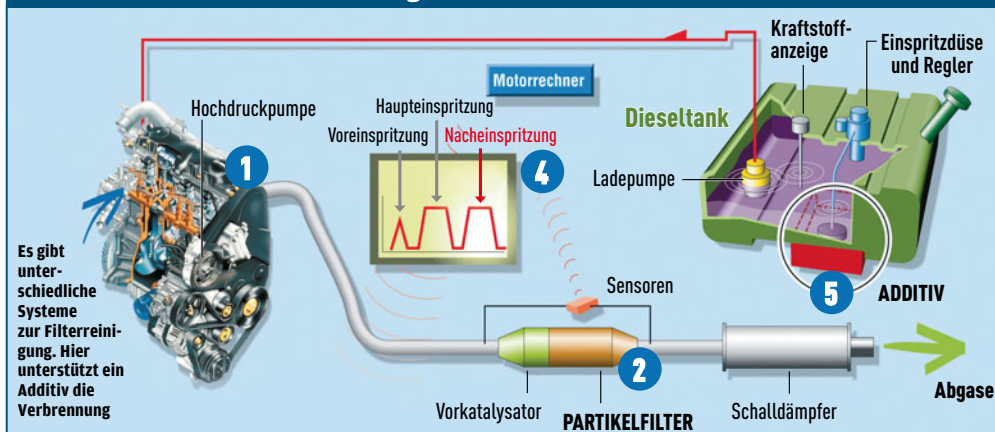 Kraftstoff-
anzeige
Einspritzdüse
und Regler
Motorrechner
Hochdruckpumpe
Haupteinspritzung
Voreinspritzung
Nacheinspritzung
Dieseltank
Ladepumpe
1
4
Es gibt
unter-
schiedliche
Systeme
zur Filterreini-
gung. Hier
unterstützt ein
Additiv die
Verbrennung
Sensoren
5
ADDITIV
2
Vorkatalysator
PARTIKELFILTER
Schalldämpfer
Abgase